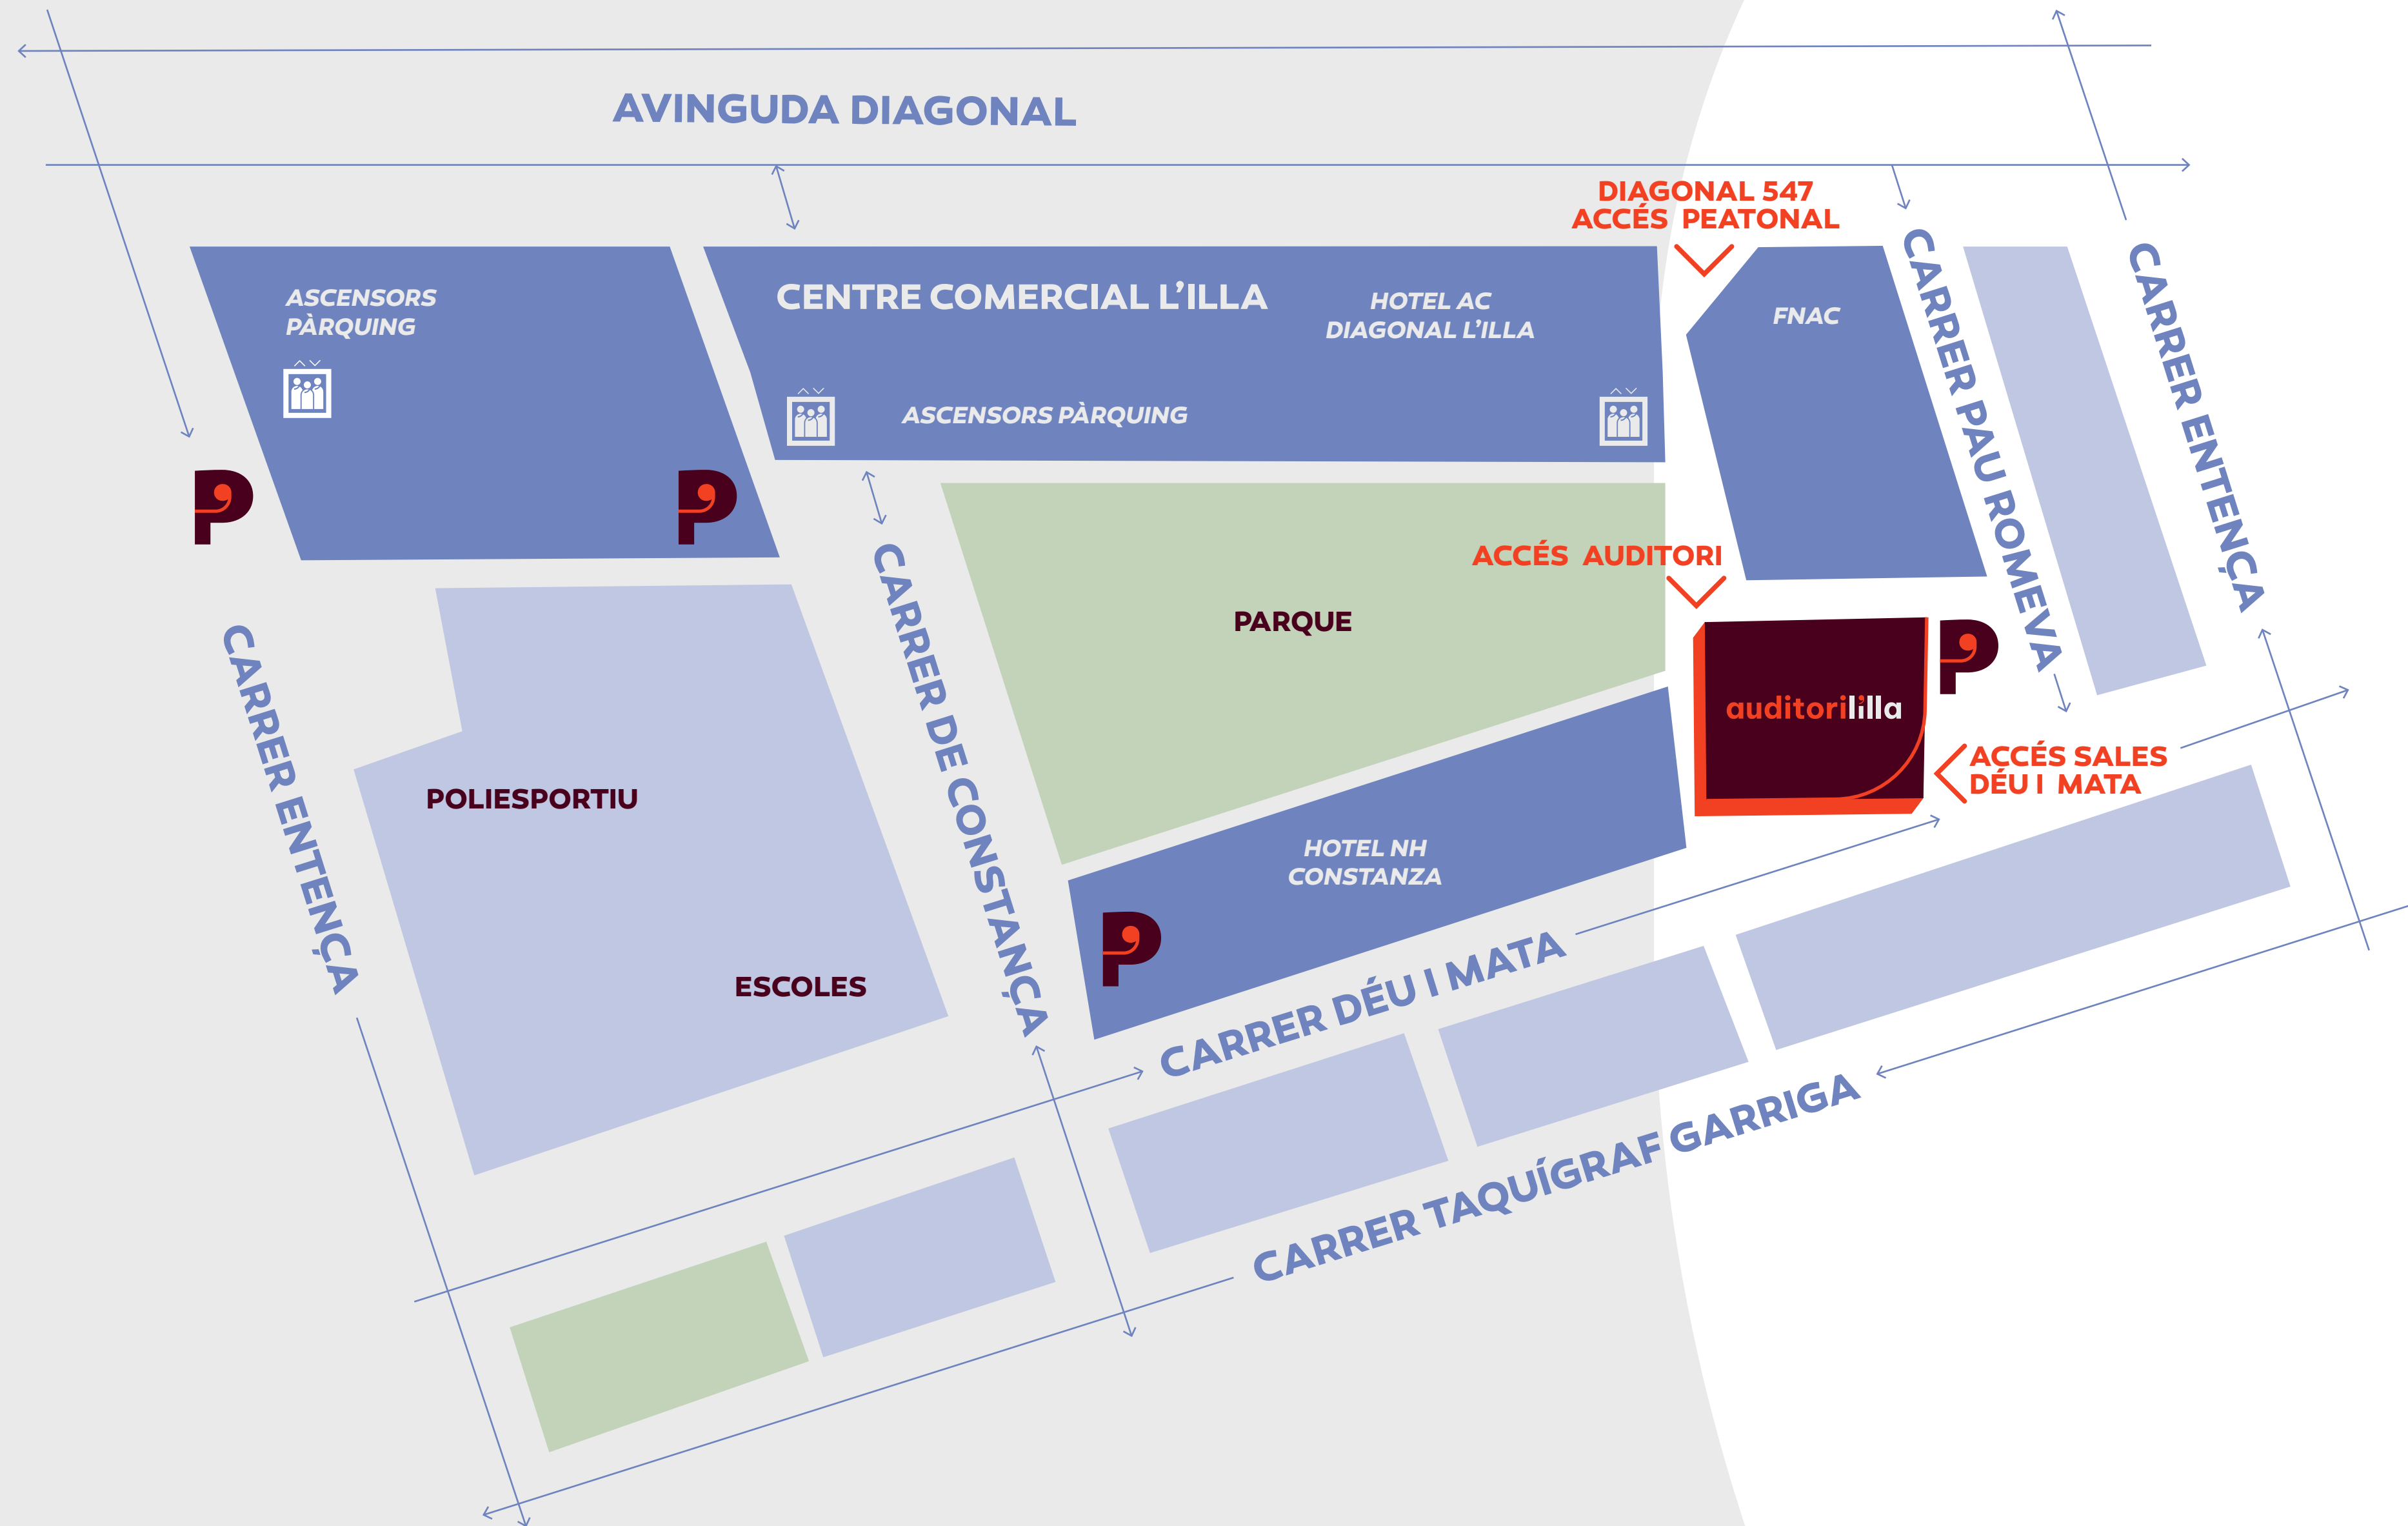 AVINGUDA DIAGONAL
DIAGONAL 547
ACCÉS PEATONAL
ASCENSORS
PÀRQUING
CENTRE COMERCIAL L'ILLA
HOTEL AC
DIAGONAL L'ILLA
FNAC
CARRER PAU ROMEVA
CARRER ENTENÇA
ASCENSORS PÀRQUING
P
P
ACCÉS AUDITORI
PARQUE
CARRER DE CONSTANÇA
CARRER ENTENÇA
P
auditorililla
ACCÉS SALES
DÉU I MATA
POLIESPORTIU
HOTEL NH
CONSTANZA
P
ESCOLES
CARRER DÉU I MATA
CARRER TAQUÍGRAF GARRIGA